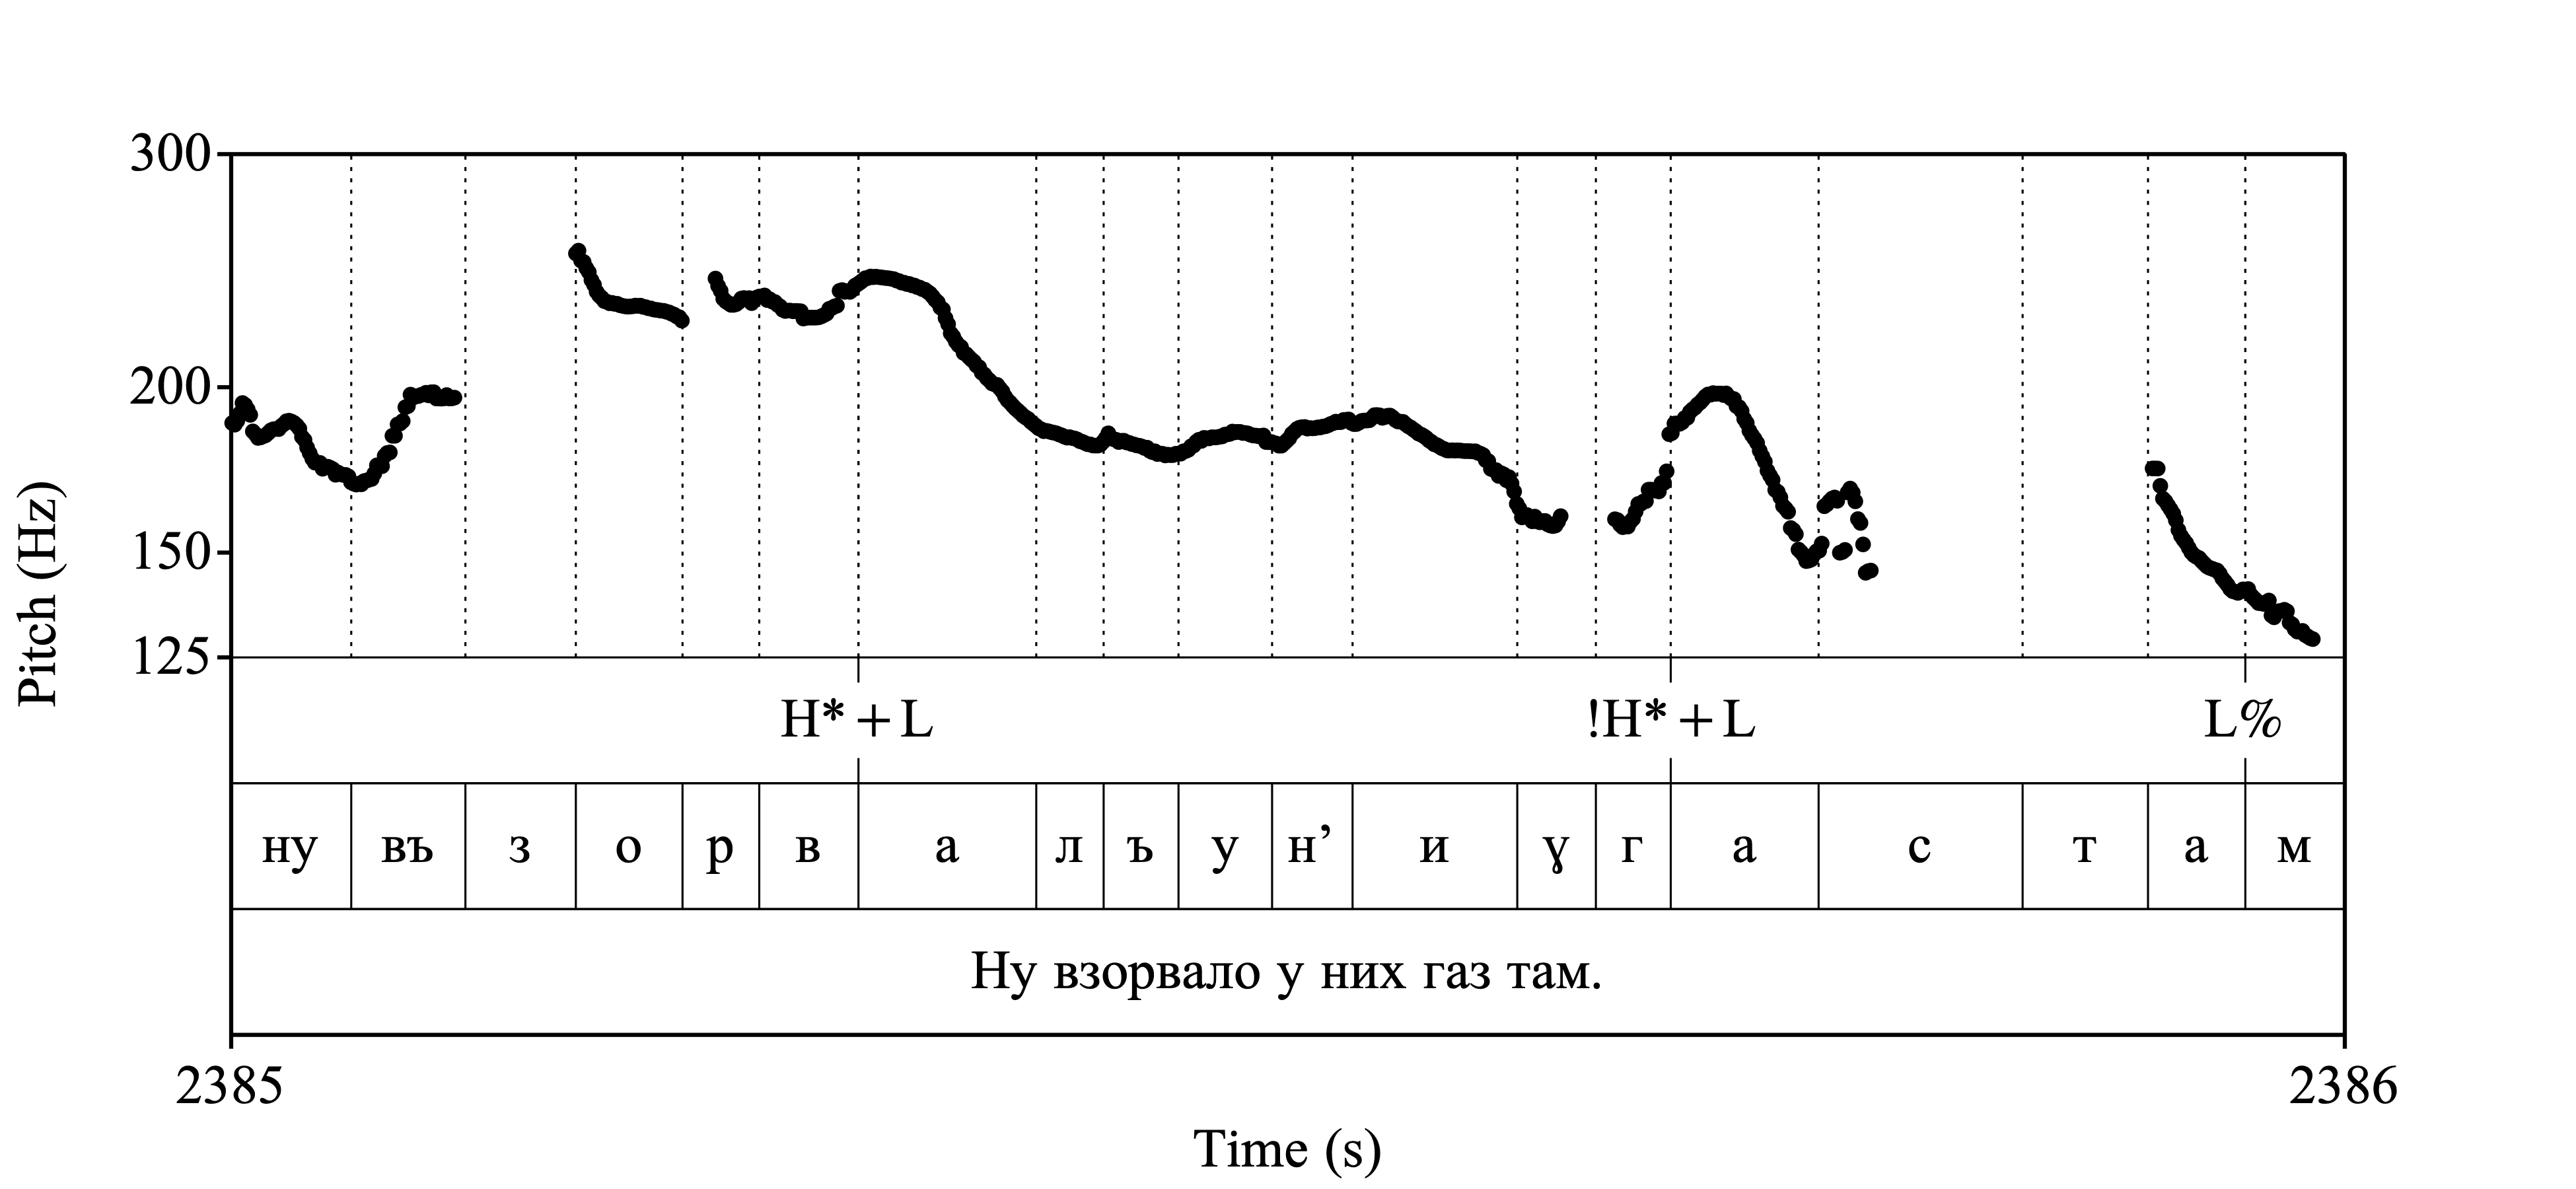 Pitch (Hz)
300
200
150
125
H*+L !H*+L L%
ну въ з о р в а л ъ у н’ и ɣ г а с т а м
Ну взорвало у них газ там.
2385 2386
Time (s)